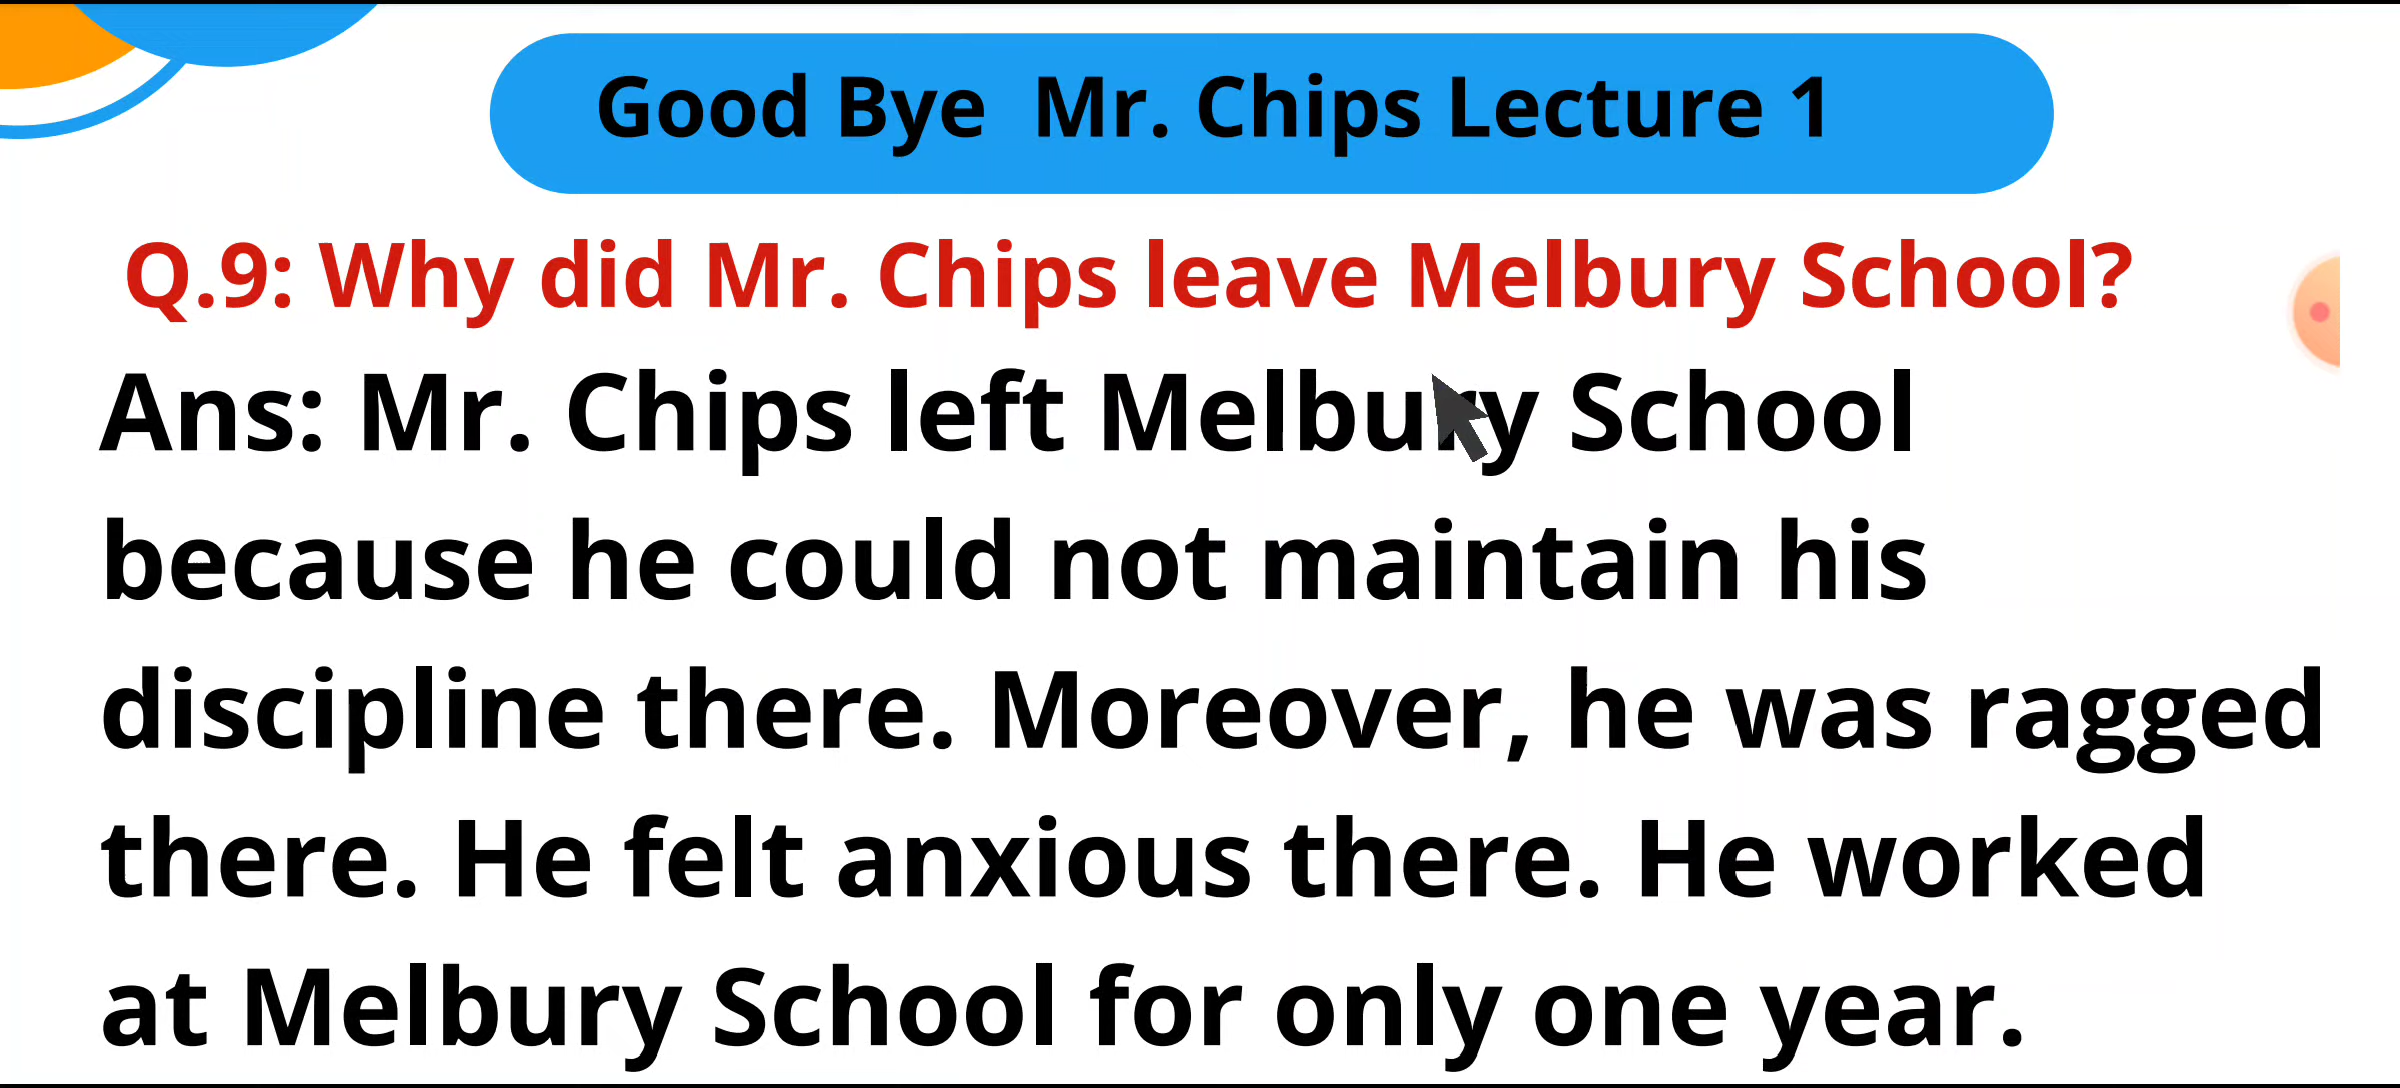 Good Bye Mr. Chips Lecture 1
Q.9: Why did Mr. Chips leave Melbury School?
Ans: Mr. Chips left Melbury School
because he could not maintain his
discipline there. Moreover, he was ragged
there. He felt anxious there. He worked
at Melbury School for only one year.